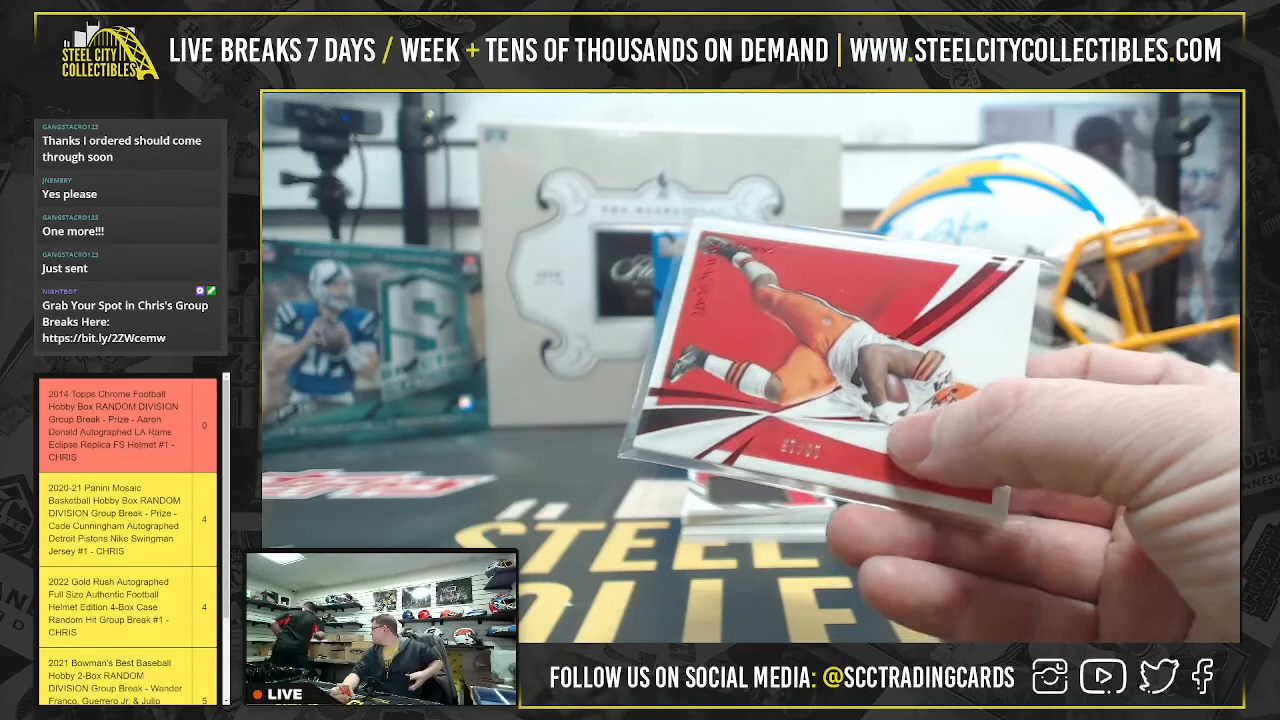 STEEL CITY
COLLECTIBLES
LIVE BREAKS 7 DAYS / WEEK + TENS OF THOUSANDS ON DEMAND | WWW.STEELCITYCOLLECTIBLES.COM
GANGSTACRO123
Thanks I ordered should come
through soon
JNEMBRY
Yes please
GANGSTACRO123
One more!!!
GANGSTACRO123
Just sent
NIGHTBOT
Grab Your Spot in Chris's Group
Breaks Here:
https://bit.ly/2ZWcemw
2014 Topps Chrome Football
Hobby Box RANDOM DIVISION
Group Break - Prize - Aaron
Donald Autographed LA Rams
Eclipse Replica FS Helmet #1 -
CHRIS
0
2020-21 Panini Mosaic
Basketball Hobby Box RANDOM
DIVISION Group Break - Prize -
Cade Cunningham Autographed
Detroit Pistons Nike Swingman
Jersey #1 - CHRIS
4
2022 Gold Rush Autographed
Full Size Authentic Football
Helmet Edition 4-Box Case
Random Hit Group Break #1 -
CHRIS
4
2021 Bowman's Best Baseball
Hobby 2-Box RANDOM
DIVISION Group Break - Wander
Franco, Guerrero Jr. & Julio
5
STEEL
COLLE
LIVE
FOLLOW US ON SOCIAL MEDIA: @SCCTRADINGCARDS